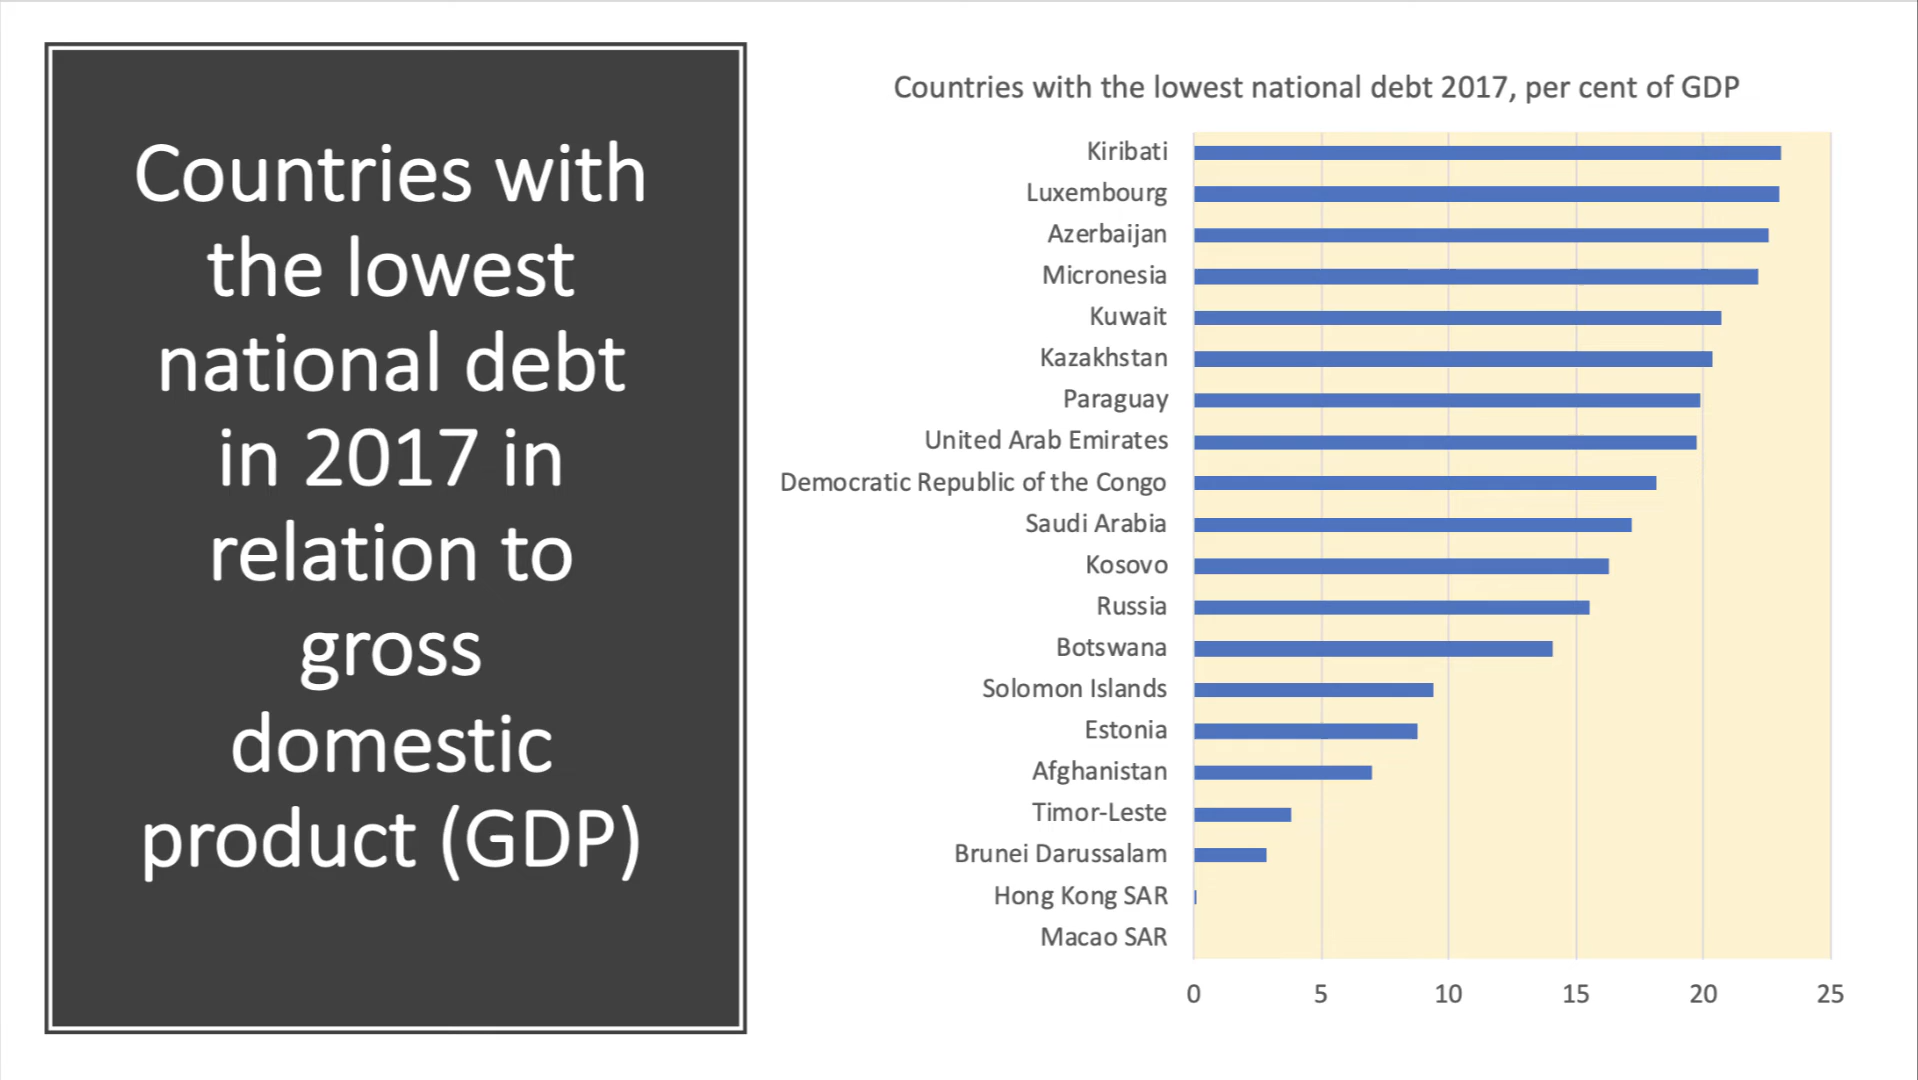 Countries with
the lowest
national debt
in 2017 in
relation to
gross
domestic
product (GDP)
Countries with the lowest national debt 2017, per cent of GDP
Kiribati
Luxembourg
Azerbaijan
Micronesia
Kuwait
Kazakhstan
Paraguay
United Arab Emirates
Democratic Republic of the Congo
Saudi Arabia
Kosovo
Russia
Botswana
Solomon Islands
Estonia
Afghanistan
Timor-Leste
Brunei Darussalam
Hong Kong SAR
Macao SAR
0 5 10 15 20 25